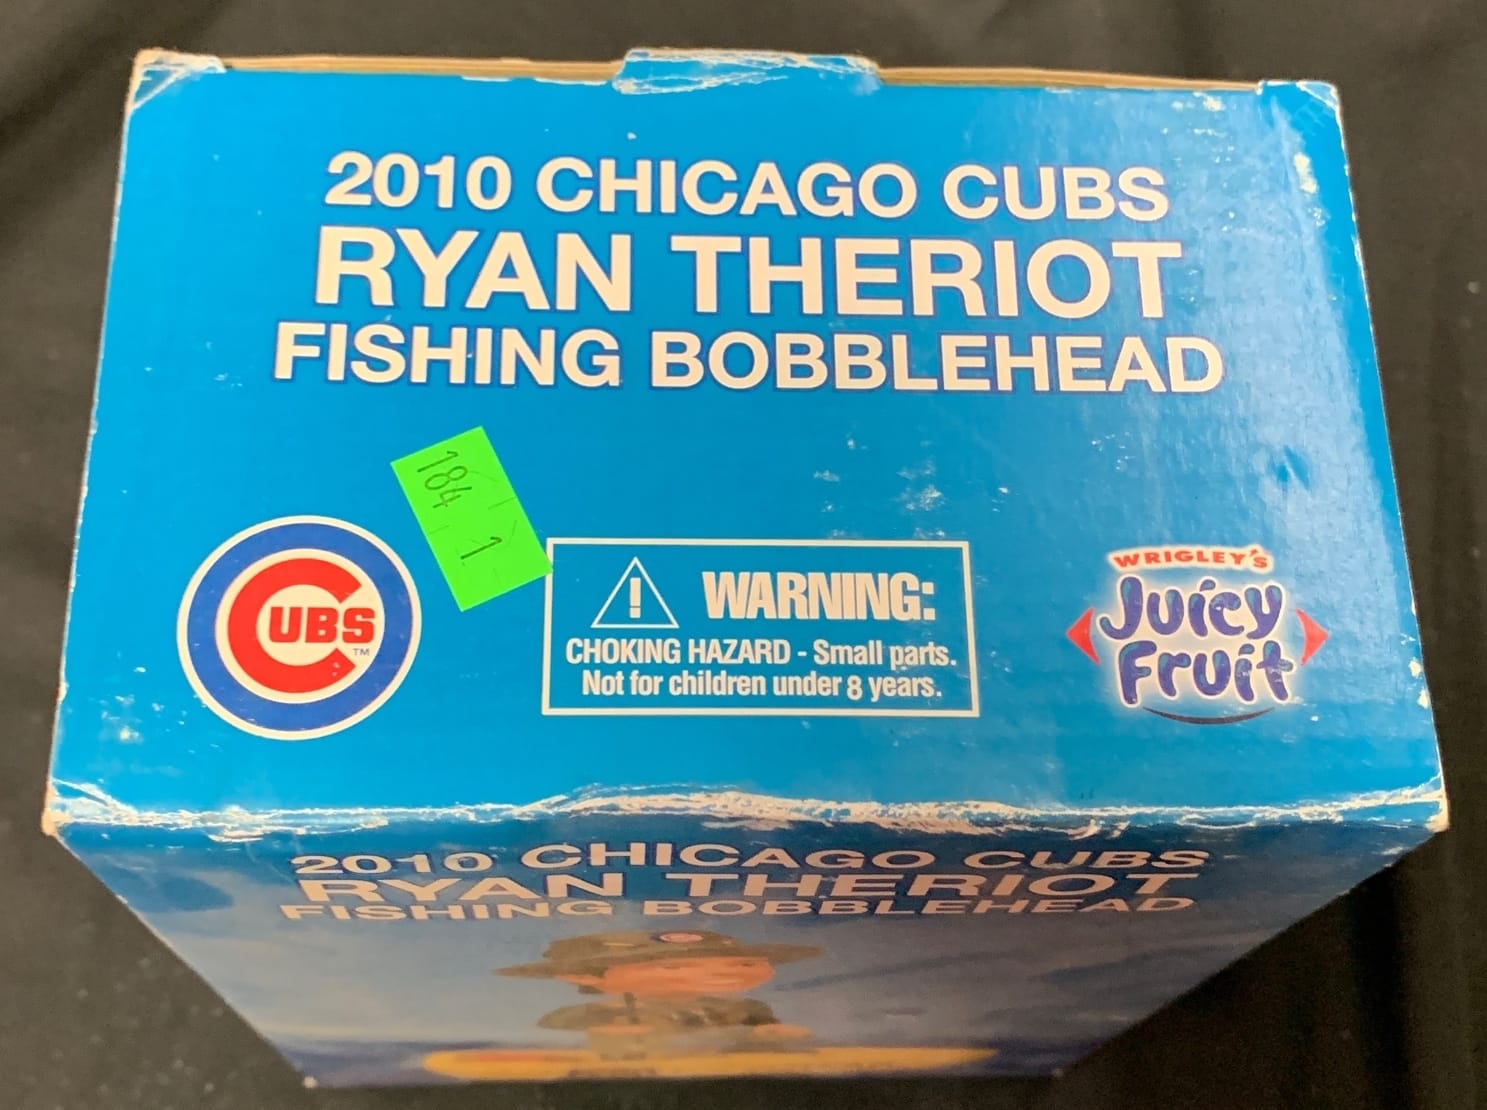 2010 CHICAGO CUBS
RYAN THERIOT
FISHING BOBBLEHEAD
184 1
CUBS
TM
WARNING:
CHOKING HAZARD - Small parts.
Not for children under 8 years.
WRIGLEY'S
Juicy
Fruit
2010 CHICAGO CUBS
RYAN THERIOT
FISHING BOBBLEHEAD